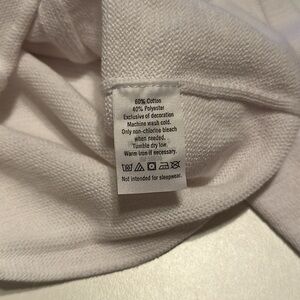 60% Cotton
40% Polyester
Exclusive of decoration
Machine wash cold.
Only non-chlorine bleach
when needed.
Tumble dry low
Warm iron if necessary.
Not intended for sleepwear.